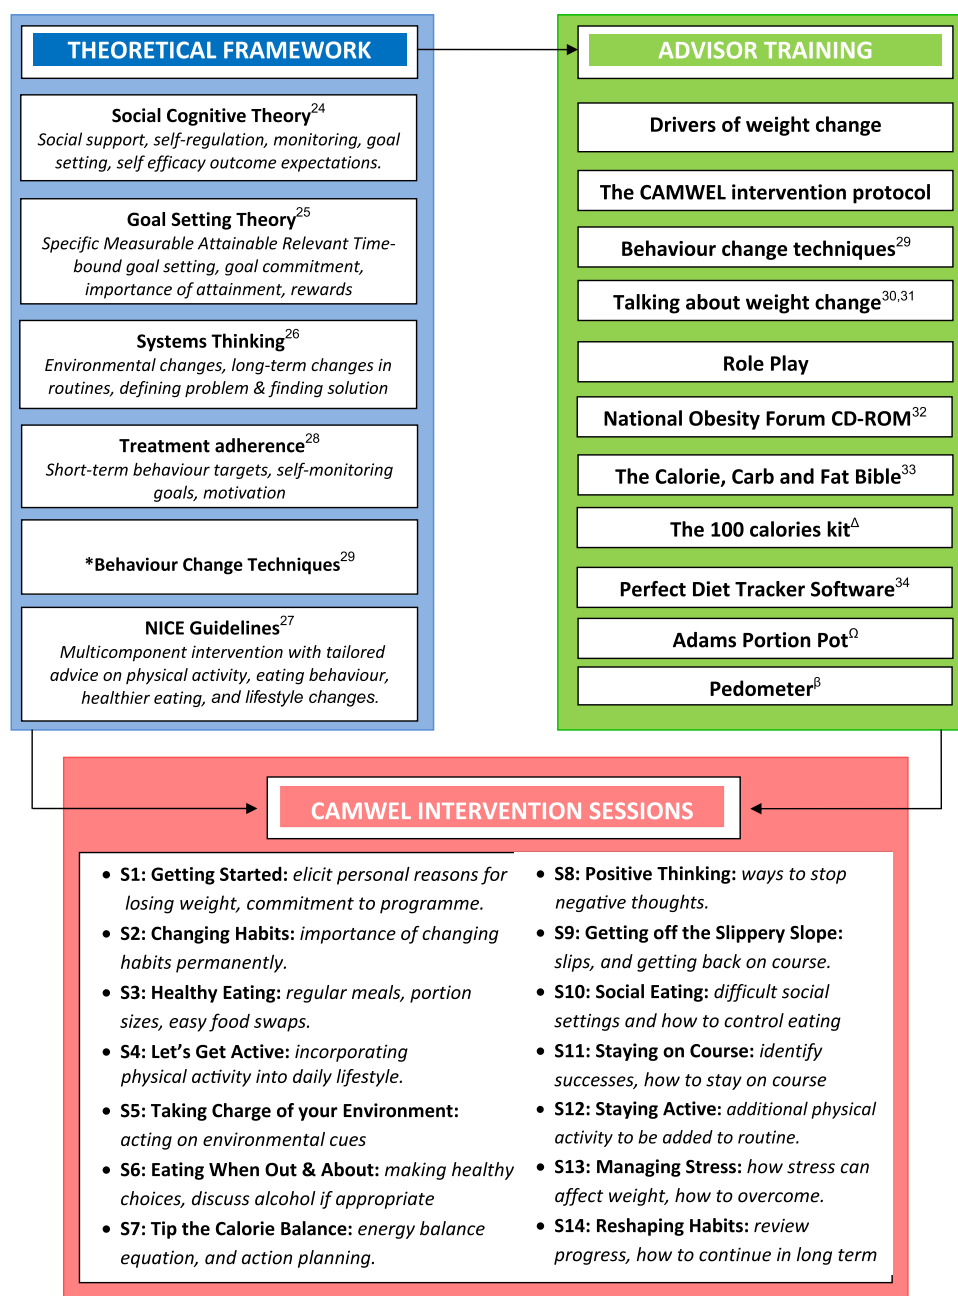 THEORETICAL FRAMEWORK
Social Cognitive Theory24
Social support, self-regulation, monitoring, goal
setting, self efficacy outcome expectations.
Goal Setting Theory25
Specific Measurable Attainable Relevant Time-
bound goal setting, goal commitment,
importance of attainment, rewards
Systems Thinking26
Environmental changes, long-term changes in
routines, defining problem & finding solution
Treatment adherence28
Short-term behaviour targets, self-monitoring
goals, motivation
*Behaviour Change Techniques29
NICE Guidelines27
Multicomponent intervention with tailored
advice on physical activity, eating behaviour,
healthier eating, and lifestyle changes.
ADVISOR TRAINING
Drivers of weight change
The CAMWEL intervention protocol
Behaviour change techniques29
Talking about weight change30,31
Role Play
National Obesity Forum CD-ROM32
The Calorie, Carb and Fat Bible33
The 100 calories kitΔ
Perfect Diet Tracker Software34
Adams Portion PotΩ
Pedometerβ
CAMWEL INTERVENTION SESSIONS
• S1: Getting Started: elicit personal reasons for
losing weight, commitment to programme.
• S2: Changing Habits: importance of changing
habits permanently.
• S3: Healthy Eating: regular meals, portion
sizes, easy food swaps.
• S4: Let's Get Active: incorporating
physical activity into daily lifestyle.
• S5: Taking Charge of your Environment:
acting on environmental cues
• S6: Eating When Out & About: making healthy
choices, discuss alcohol if appropriate
• S7: Tip the Calorie Balance: energy balance
equation, and action planning.
• S8: Positive Thinking: ways to stop
negative thoughts.
• S9: Getting off the Slippery Slope:
slips, and getting back on course.
• S10: Social Eating: difficult social
settings and how to control eating
• S11: Staying on Course: identify
successes, how to stay on course
• S12: Staying Active: additional physical
activity to be added to routine.
• S13: Managing Stress: how stress can
affect weight, how to overcome.
• S14: Reshaping Habits: review
progress, how to continue in long term